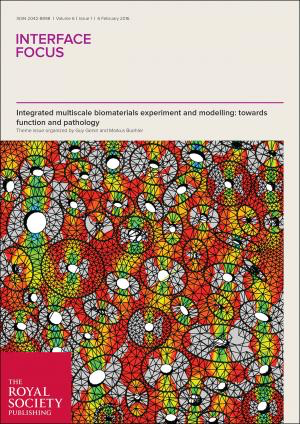 ISSN 2042-8898 | Volume 6 | Issue 1 | 6 February 2016
INTERFACE
FOCUS
Integrated multiscale biomaterials experiment and modelling: towards
function and pathology
Theme issue organized by Guy Genin and Markus Buehler
THE
ROYAL
SOCIETY
PUBLISHING